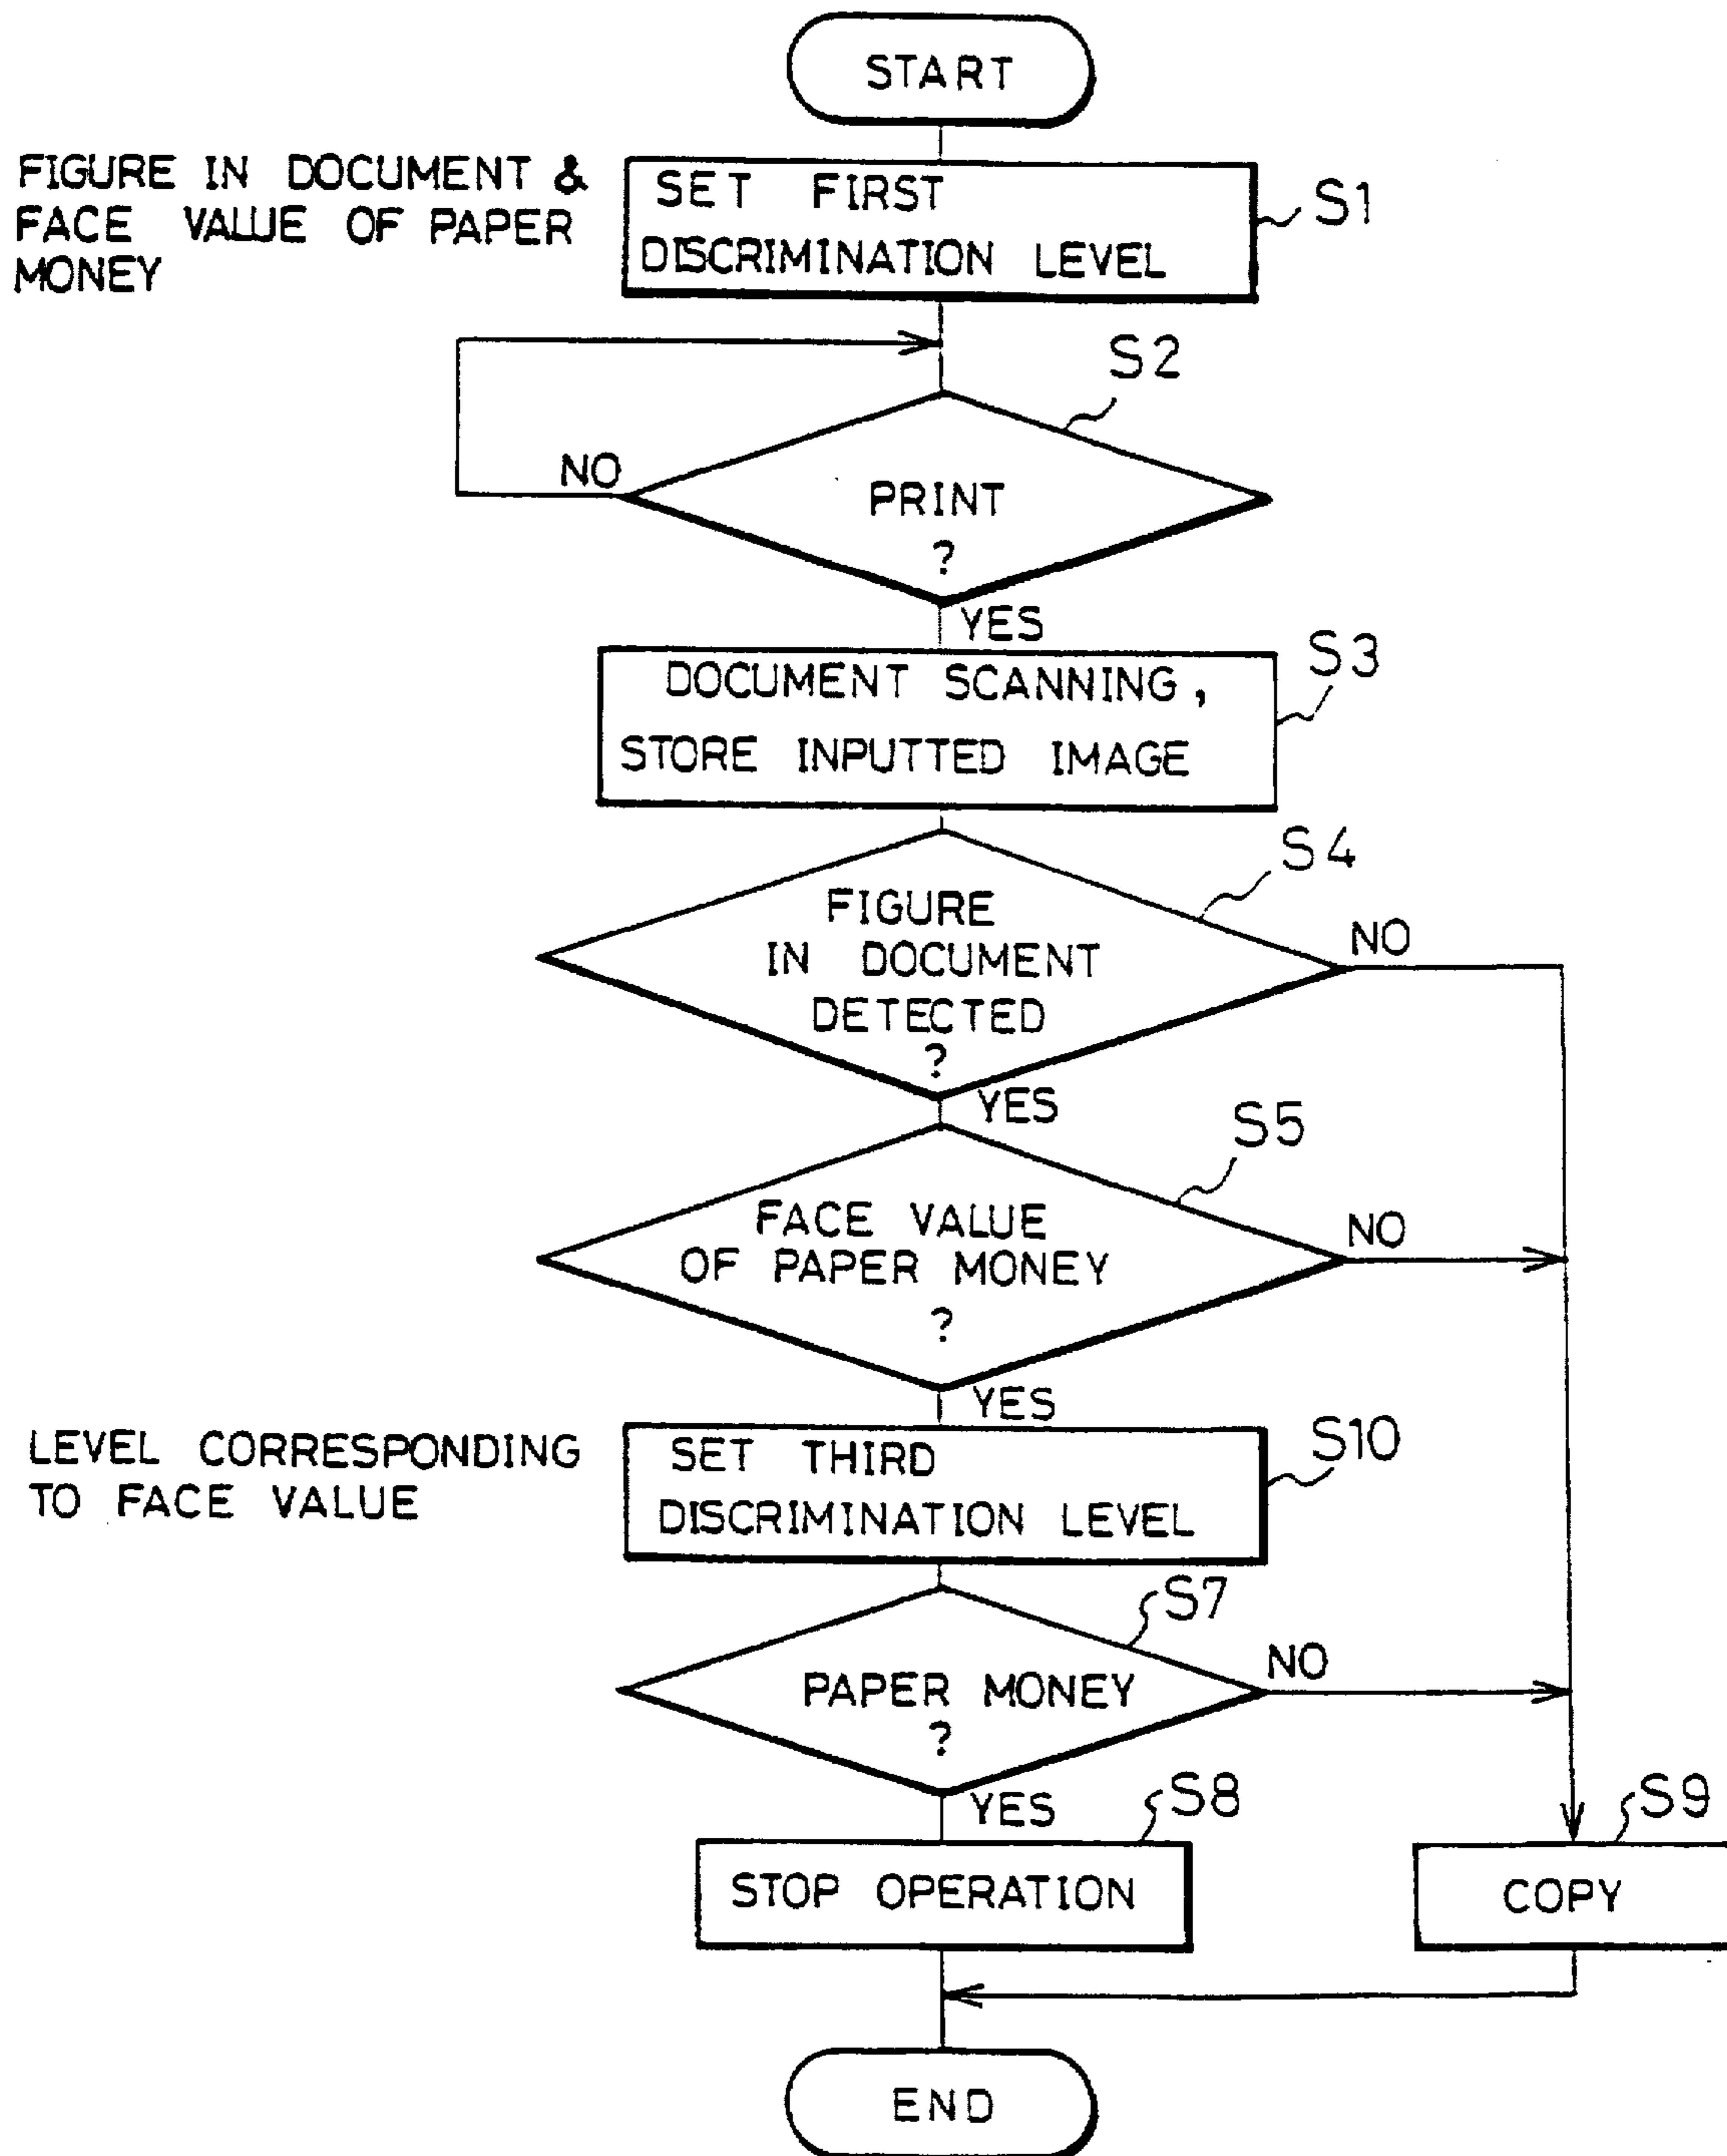 START
FIGURE IN DOCUMENT &
FACE VALUE OF PAPER
MONEY
SET FIRST
DISCRIMINATION LEVEL
S1
S2
NO
PRINT
?
YES
S3
DOCUMENT SCANNING,
STORE INPUTTED IMAGE
S4
FIGURE
IN DOCUMENT
DETECTED
?
NO
YES
S5
FACE VALUE
OF PAPER MONEY
?
NO
YES
LEVEL CORRESPONDING
TO FACE VALUE
SET THIRD
DISCRIMINATION LEVEL
S10
S7
PAPER MONEY
?
NO
YES
S8
STOP OPERATION
S9
COPY
END